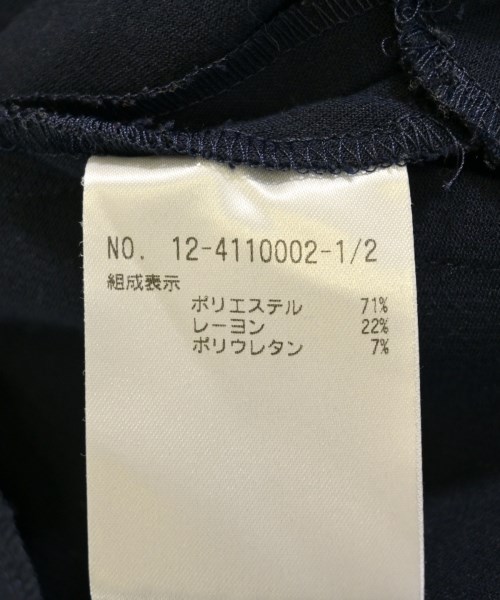 NO. 12-4110002-1/2
組成表示
ポリエステル 71%
レーヨン 22%
ポリウレタン 7%